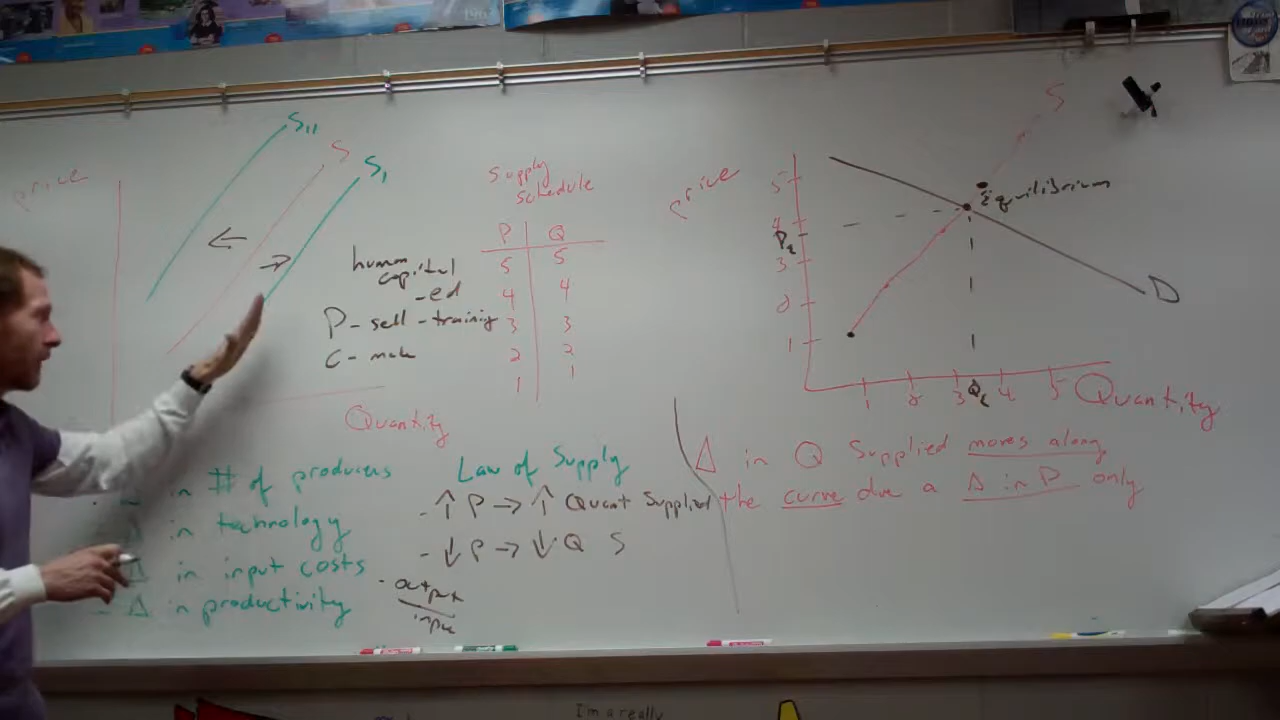 S11
S
S1
price
Quantity
human
capital
-ed
P - sell - training
C - make
Supply
schedule
P Q
5 5
4 4
3 3
2 2
1 1
in # of producers
Δ in technology
Δ in input costs
- Δ in productivity
- output
input
Law of Supply
- ↑ P → ↑ Quant Supplied
- ↓ P → ↓ Q S
price
S
Equilibrium
D
5
4
Pe
3
2
1
1 2 3 Qe 4 5 Quantity
Δ in Q Supplied moves along
the curve due a Δ in P only
I'm a really